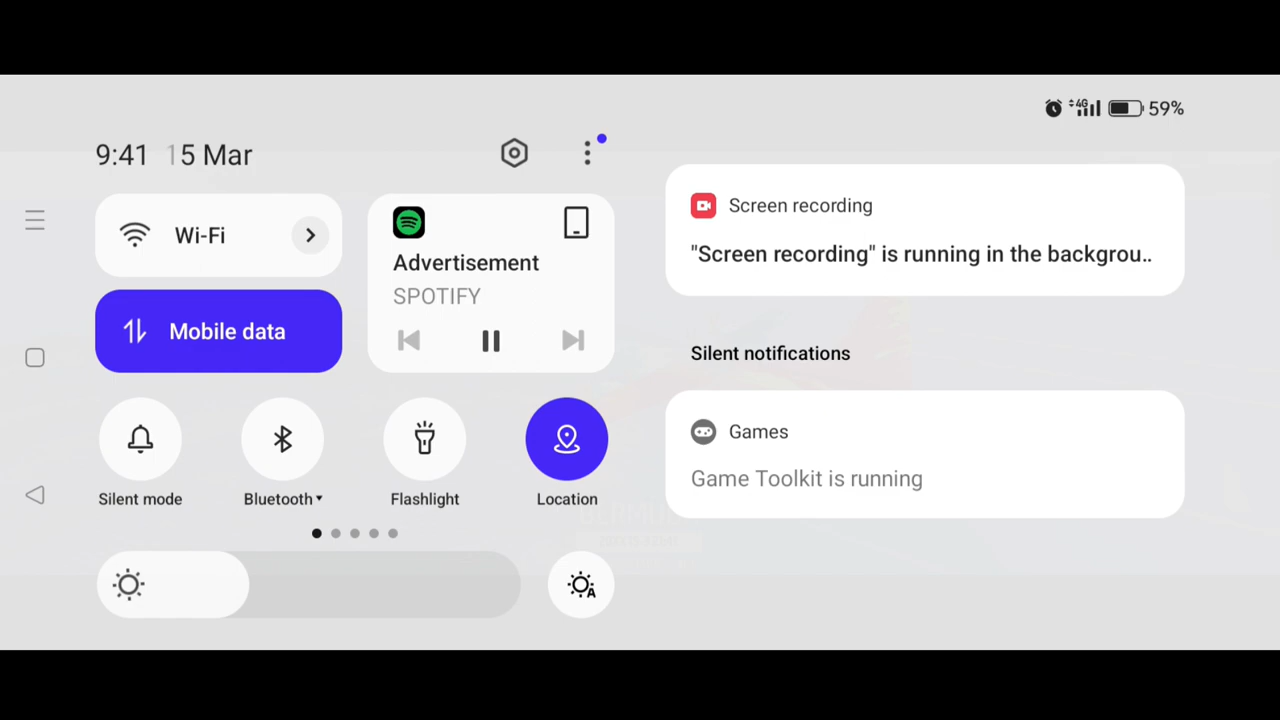 4G 59%
9:41 15 Mar
Wi-Fi
Advertisement
SPOTIFY
Mobile data
Silent mode
Bluetooth
Flashlight
Location
A
Screen recording
"Screen recording" is running in the backgrou..
Silent notifications
Games
Game Toolkit is running